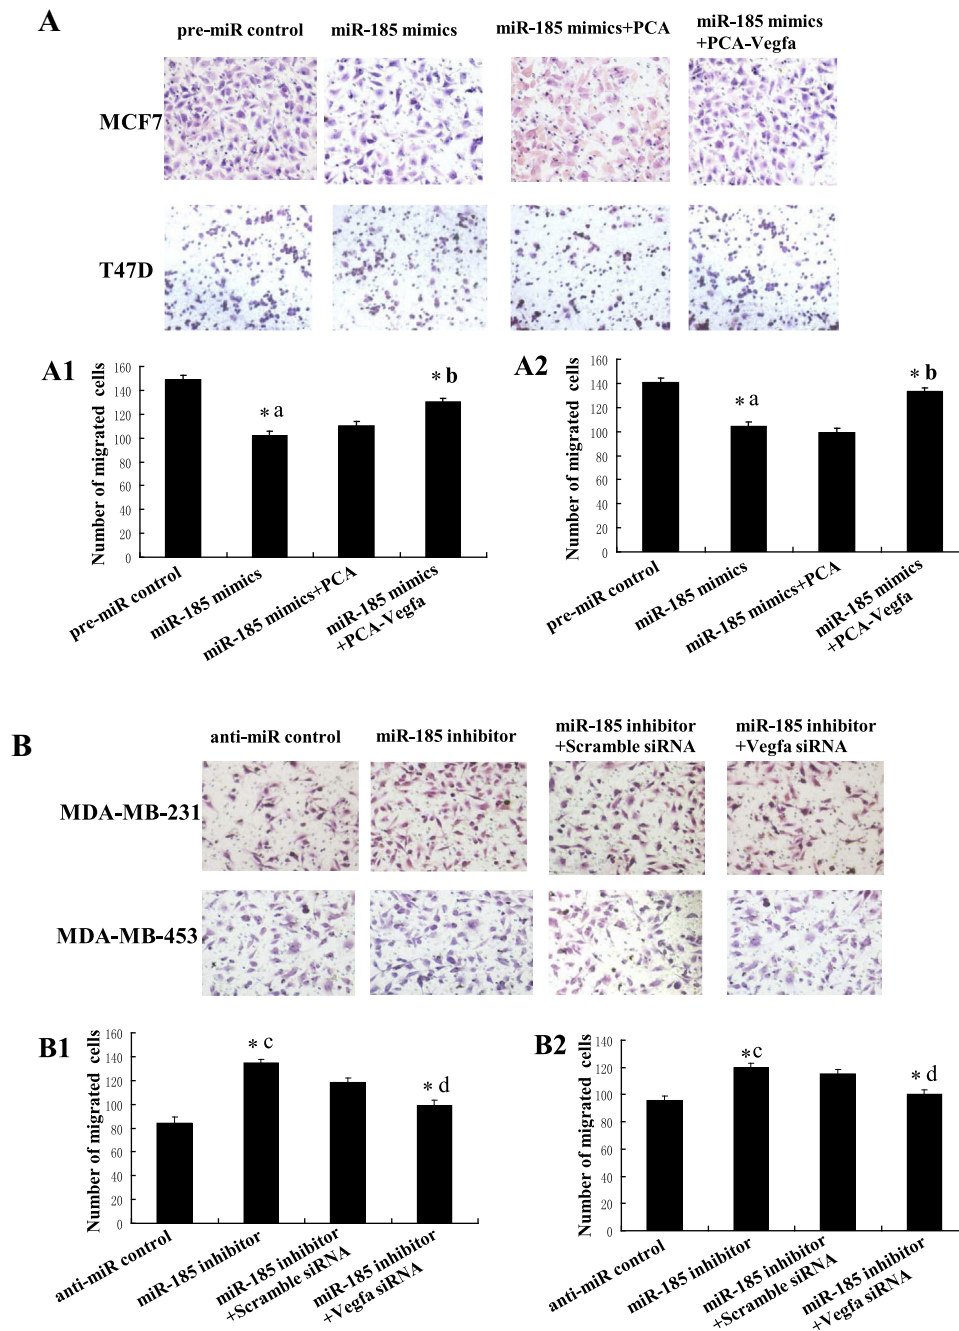 A
pre-miR control
miR-185 mimics
miR-185 mimics+PCA
miR-185 mimics
+PCA-Vegfa
MCF7
T47D
A1
Number of migrated cells
160
140
120
100
80
60
40
20
0
* a
* b
pre-miR control
miR-185 mimics
miR-185 mimics+PCA
miR-185 mimics
+PCA-Vegfa
A2
Number of migrated cells
160
140
120
100
80
60
40
20
0
* a
* b
pre-miR control
miR-185 mimics
miR-185 mimics+PCA
miR-185 mimics
+PCA-Vegfa
B
anti-miR control
miR-185 inhibitor
miR-185 inhibitor
+Scramble siRNA
miR-185 inhibitor
+Vegfa siRNA
MDA-MB-231
MDA-MB-453
B1
Number of migrated cells
160
140
120
100
80
60
40
20
0
* c
* d
anti-miR control
miR-185 inhibitor
miR-185 inhibitor
+Scramble siRNA
miR-185 inhibitor
+Vegfa siRNA
B2
Number of migrated cells
140
120
100
80
60
40
20
0
*c
* d
anti-miR control
miR-185 inhibitor
miR-185 inhibitor
+Scramble siRNA
miR-185 inhibitor
+Vegfa siRNA